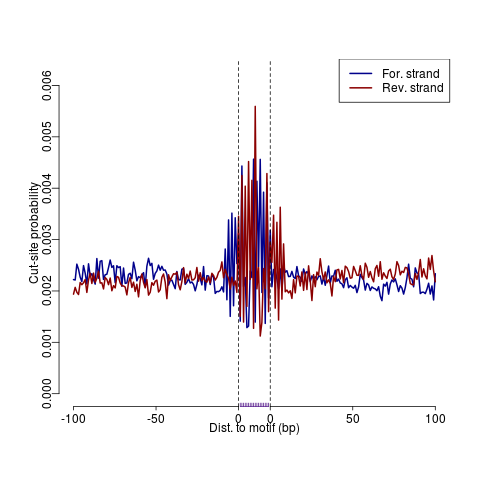 For. strand
Rev. strand
Cut-site probability
0.006
0.005
0.004
0.003
0.002
0.001
0.000
-100 -50 0 0 50 100
Dist. to motif (bp)